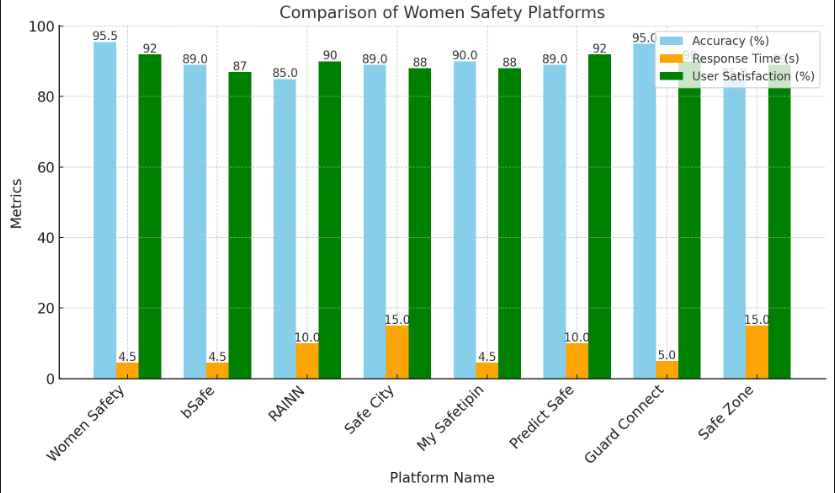 Comparison of Women Safety Platforms
100
80
60
40
20
0
Metrics
Accuracy (%)
Response Time (s)
User Satisfaction (%)
95.5 4.5 92
89.0 4.5 87
85.0 10.0 90
89.0 15.0 88
90.0 4.5 88
89.0 10.0 92
95.0 5.0 90
15.0
Women Safety
bSafe
RAINN
Safe City
My Safetipin
Predict Safe
Guard Connect
Safe Zone
Platform Name